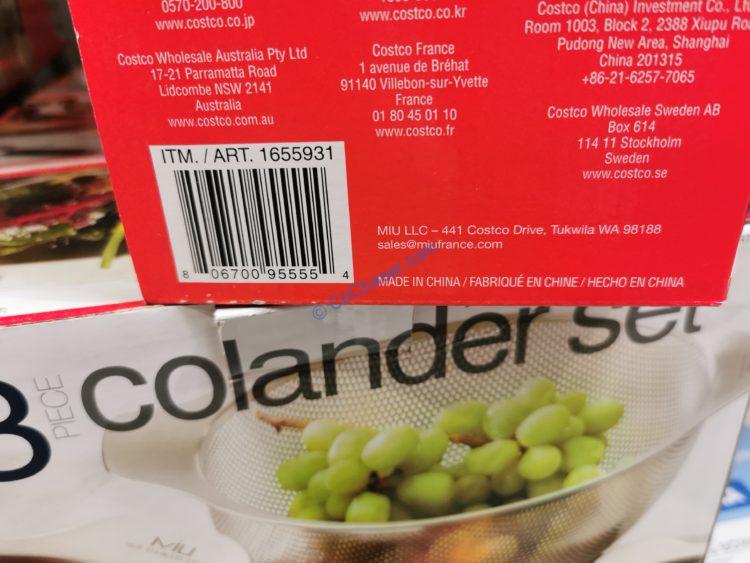 0570-200-800
www.costco.co.jp
www.costco.co.kr
Costco (China) Investment Co., L
Room 1003, Block 2, 2388 Xiupu Ro
Pudong New Area, Shanghai
China 201315
+86-21-6257-7065
Costco Wholesale Australia Pty Ltd
17-21 Parramatta Road
Lidcombe NSW 2141
Australia
www.costco.com.au
Costco France
1 avenue de Bréhat
91140 Villebon-sur-Yvette
France
01 80 45 01 10
www.costco.fr
Costco Wholesale Sweden AB
Box 614
114 11 Stockholm
Sweden
www.costco.se
ITM. / ART. 1655931
8 06700 95555 4
MIU LLC – 441 Costco Drive, Tukwila WA 98188
sales@miufrance.com
MADE IN CHINA / FABRIQUÉ EN CHINE / HECHO EN CHINA
CoChaser.com
3 PIECE colander set
MIU